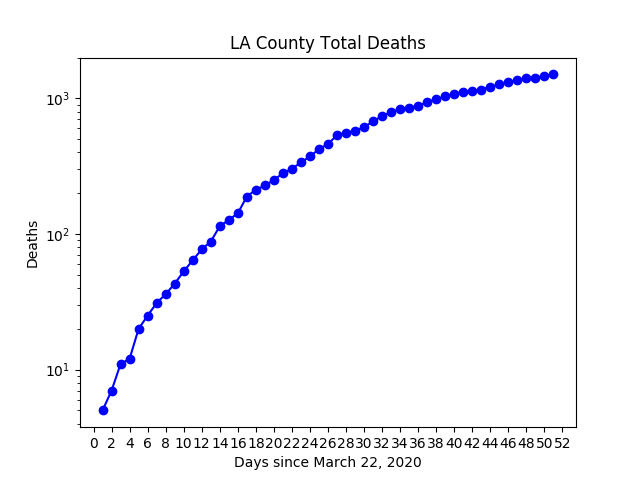 LA County Total Deaths
10³
10²
10¹
Deaths
0 2 4 6 8 10 12 14 16 18 20 22 24 26 28 30 32 34 36 38 40 42 44 46 48 50 52
Days since March 22, 2020